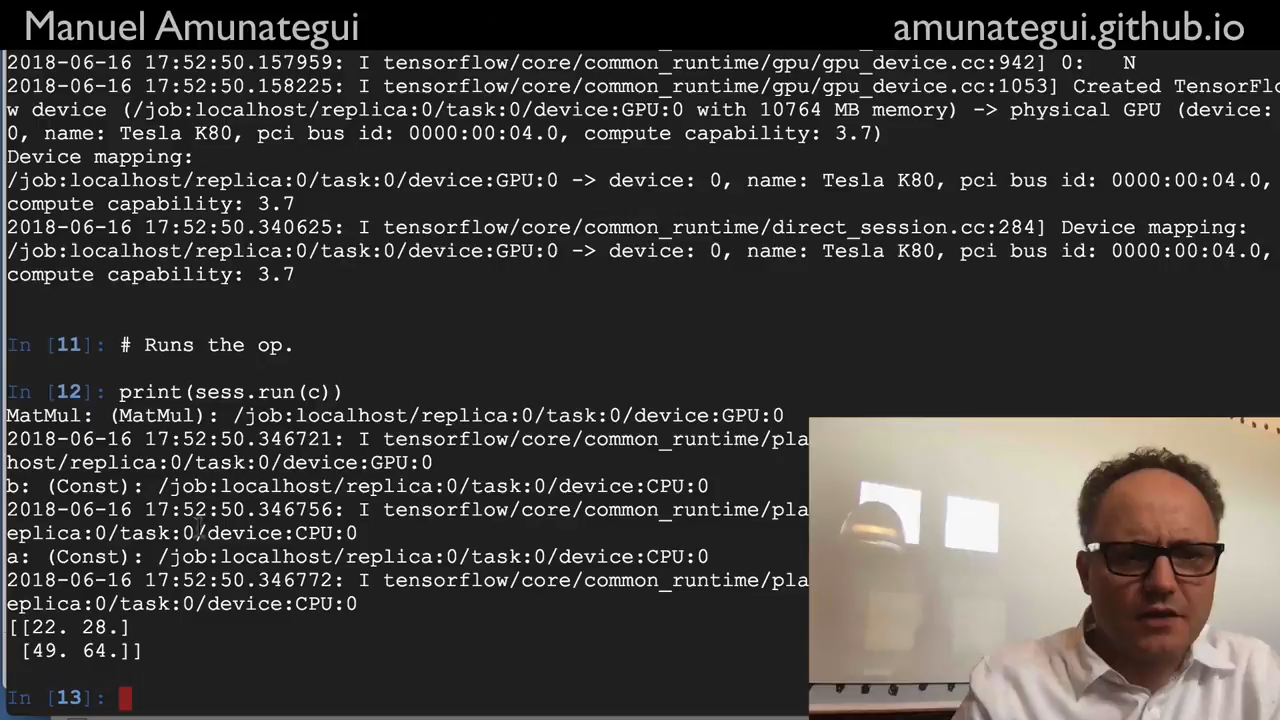 Manuel Amunategui
amunategui.github.io
2018-06-16 17:52:50.157959: I tensorflow/core/common_runtime/gpu/gpu_device.cc:942] 0:   N
2018-06-16 17:52:50.158225: I tensorflow/core/common_runtime/gpu/gpu_device.cc:1053] Created TensorFlo
w device (/job:localhost/replica:0/task:0/device:GPU:0 with 10764 MB memory) -> physical GPU (device:
0, name: Tesla K80, pci bus id: 0000:00:04.0, compute capability: 3.7)
Device mapping:
/job:localhost/replica:0/task:0/device:GPU:0 -> device: 0, name: Tesla K80, pci bus id: 0000:00:04.0,
compute capability: 3.7
2018-06-16 17:52:50.340625: I tensorflow/core/common_runtime/direct_session.cc:284] Device mapping:
/job:localhost/replica:0/task:0/device:GPU:0 -> device: 0, name: Tesla K80, pci bus id: 0000:00:04.0,
compute capability: 3.7
In [11]: # Runs the op.
In [12]: print(sess.run(c))
MatMul: (MatMul): /job:localhost/replica:0/task:0/device:GPU:0
2018-06-16 17:52:50.346721: I tensorflow/core/common_runtime/pla
host/replica:0/task:0/device:GPU:0
b: (Const): /job:localhost/replica:0/task:0/device:CPU:0
2018-06-16 17:52:50.346756: I tensorflow/core/common_runtime/pla
eplica:0/task:0/device:CPU:0
a: (Const): /job:localhost/replica:0/task:0/device:CPU:0
2018-06-16 17:52:50.346772: I tensorflow/core/common_runtime/pla
eplica:0/task:0/device:CPU:0
[[22. 28.]
 [49. 64.]]
In [13]: